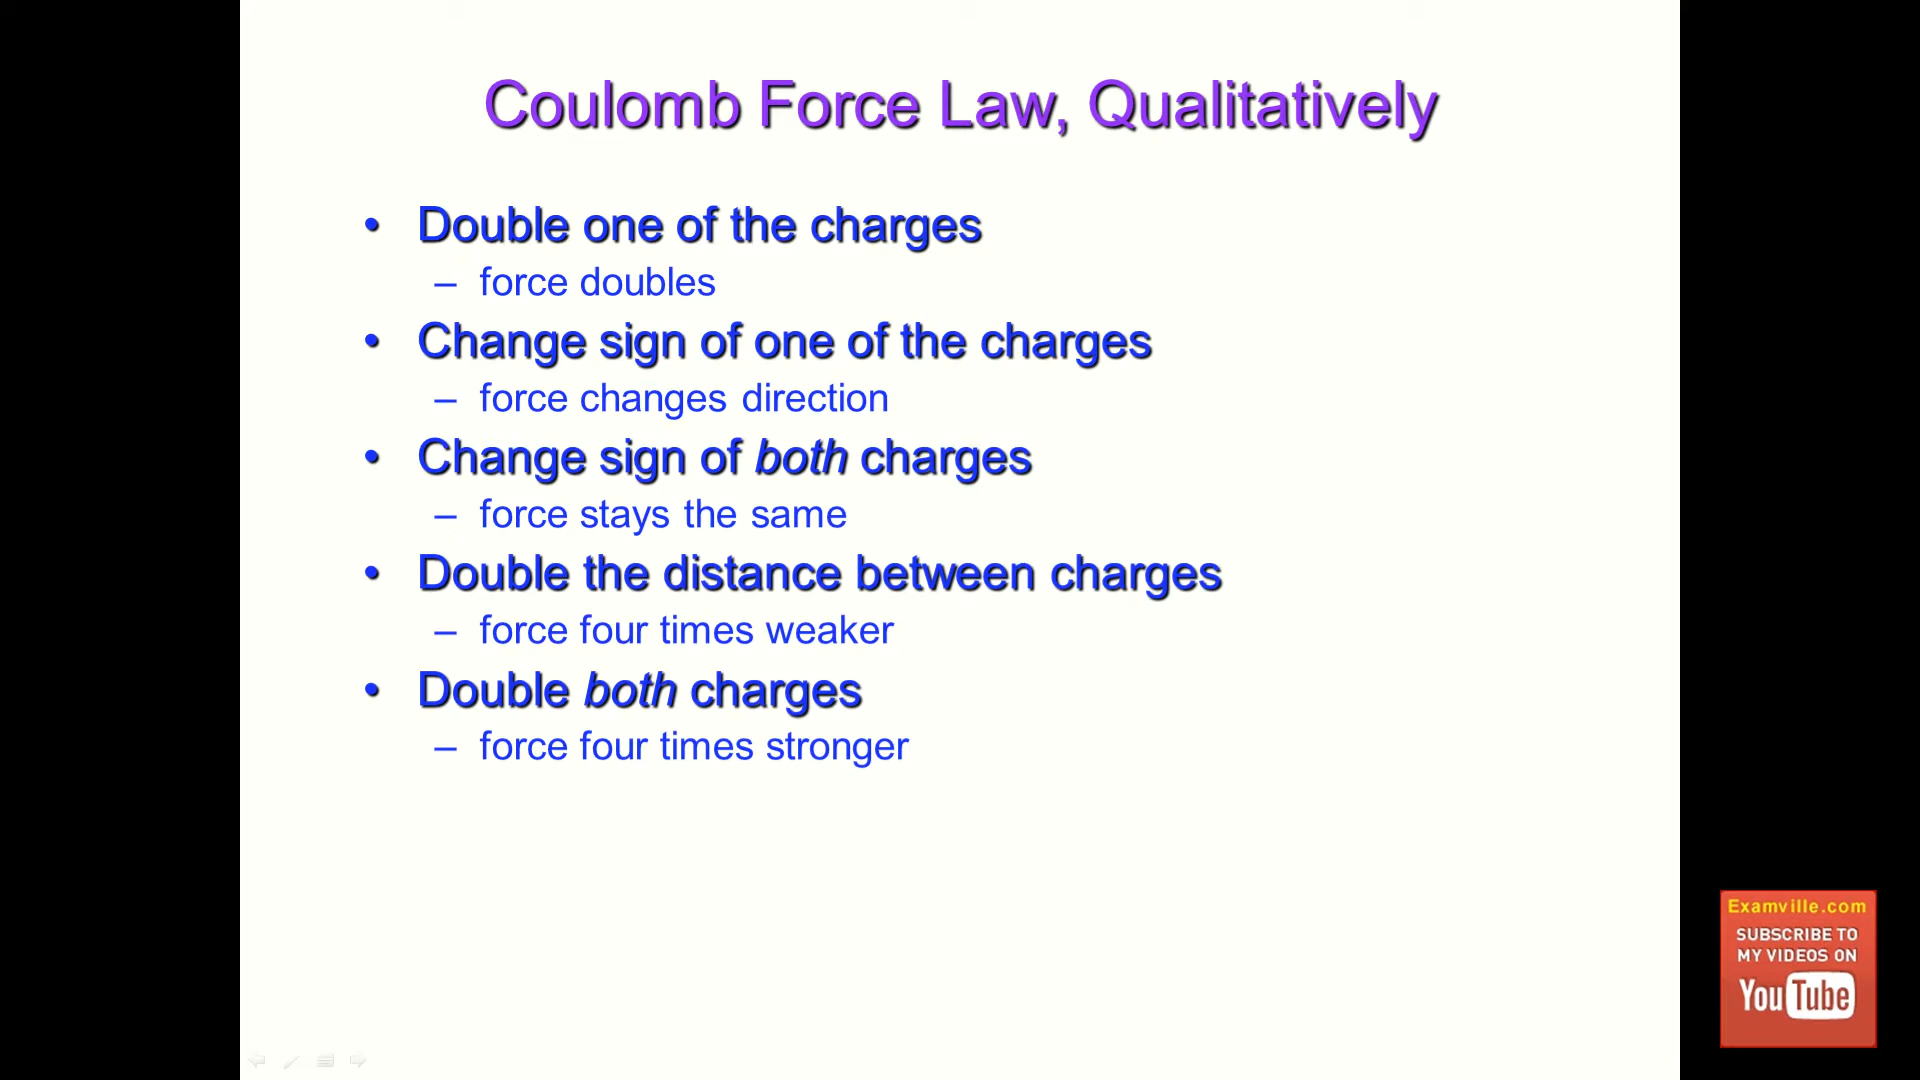 Coulomb Force Law, Qualitatively
• Double one of the charges
– force doubles
• Change sign of one of the charges
– force changes direction
• Change sign of both charges
– force stays the same
• Double the distance between charges
– force four times weaker
• Double both charges
– force four times stronger
Examville.com
SUBSCRIBE TO
MY VIDEOS ON
YouTube